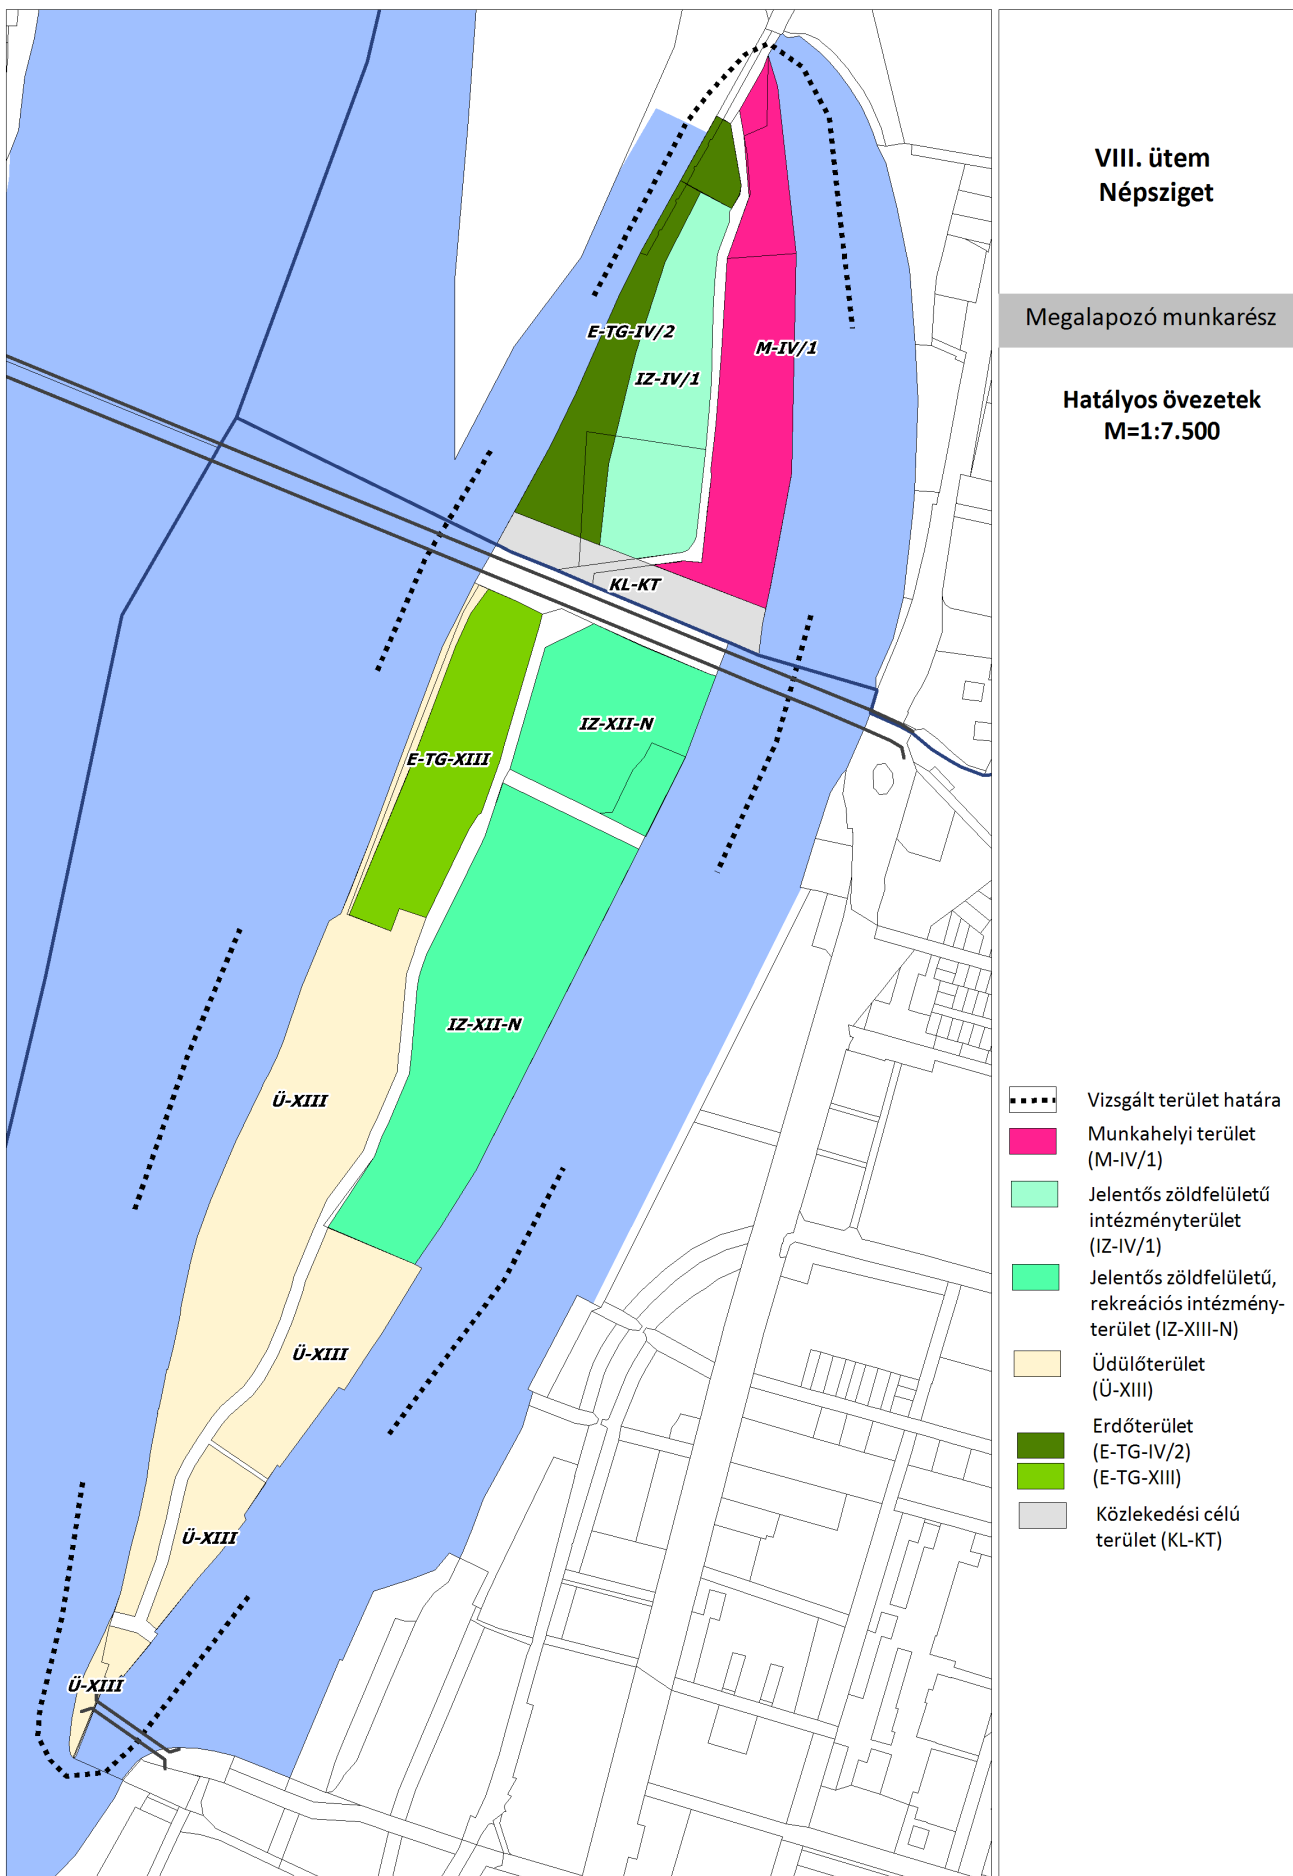 VIII. ütem
Népsziget
Megalapozó munkarész
Hatályos övezetek
M=1:7.500
E-TG-IV/2
M-IV/1
IZ-IV/1
KL-KT
IZ-XII-N
E-TG-XIII
IZ-XII-N
Ü-XIII
Ü-XIII
Ü-XIII
Ü-XIII
Vizsgált terület határa
Munkahelyi terület
(M-IV/1)
Jelentős zöldfelületű
intézményterület
(IZ-IV/1)
Jelentős zöldfelületű,
rekreációs intézmény-
terület (IZ-XIII-N)
Üdülőterület
(Ü-XIII)
Erdőterület
(E-TG-IV/2)
(E-TG-XIII)
Közlekedési célú
terület (KL-KT)